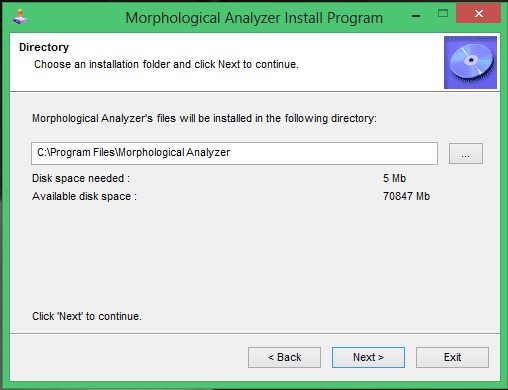 Morphological Analyzer Install Program
Directory
Choose an installation folder and click Next to continue.
Morphological Analyzer's files will be installed in the following directory:
C:\Program Files\Morphological Analyzer
...
Disk space needed : 5 Mb
Available disk space : 70847 Mb
Click 'Next' to continue.
< Back Next > Exit